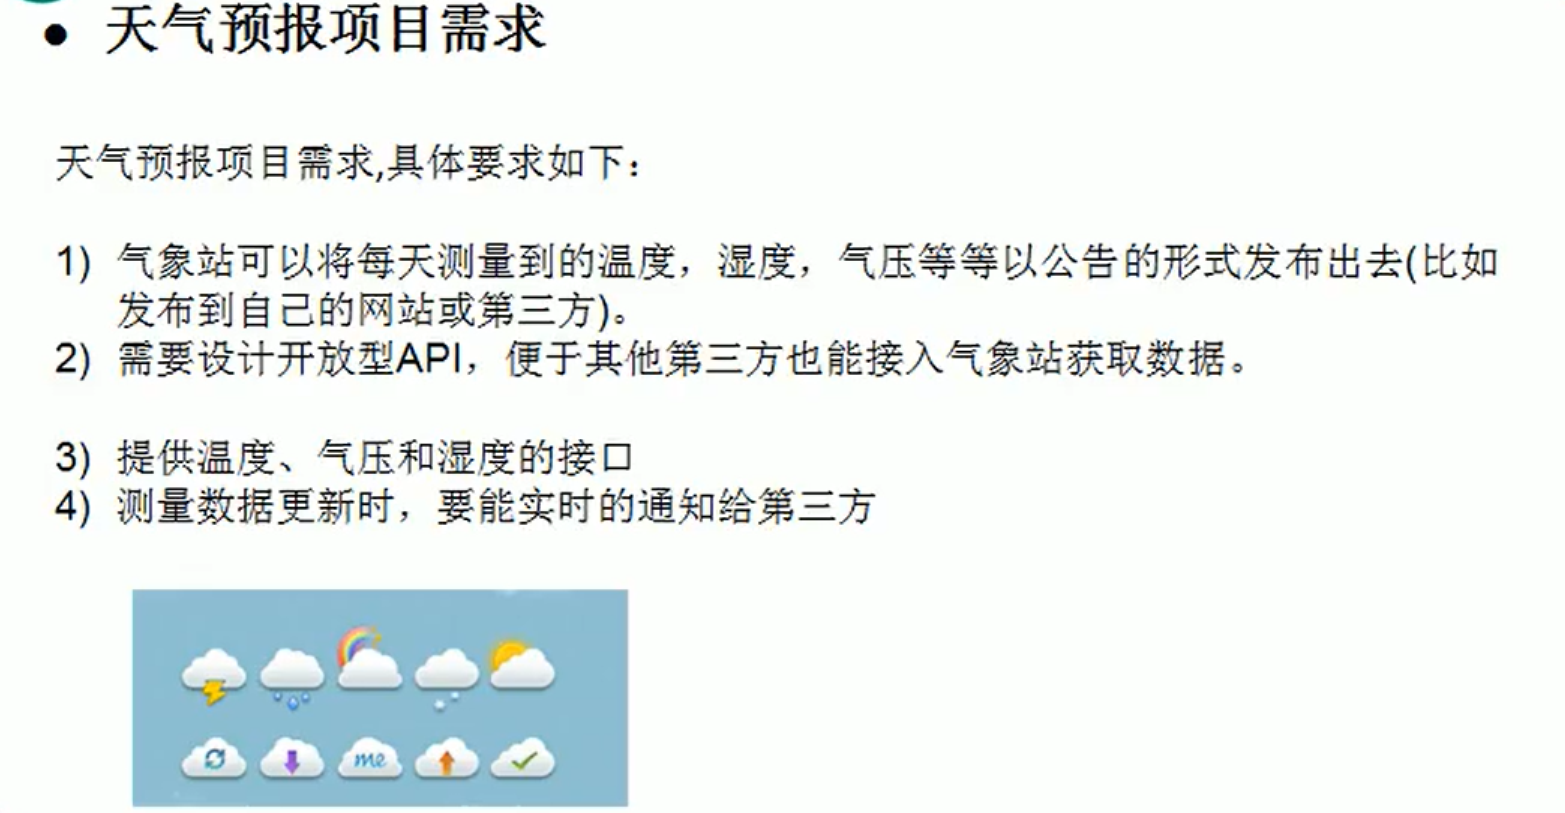 ● 天气预报项目需求
天气预报项目需求,具体要求如下：
1) 气象站可以将每天测量到的温度，湿度，气压等等以公告的形式发布出去(比如
发布到自己的网站或第三方)。
2) 需要设计开放型API，便于其他第三方也能接入气象站获取数据。
3) 提供温度、气压和湿度的接口
4) 测量数据更新时，要能实时的通知给第三方
me